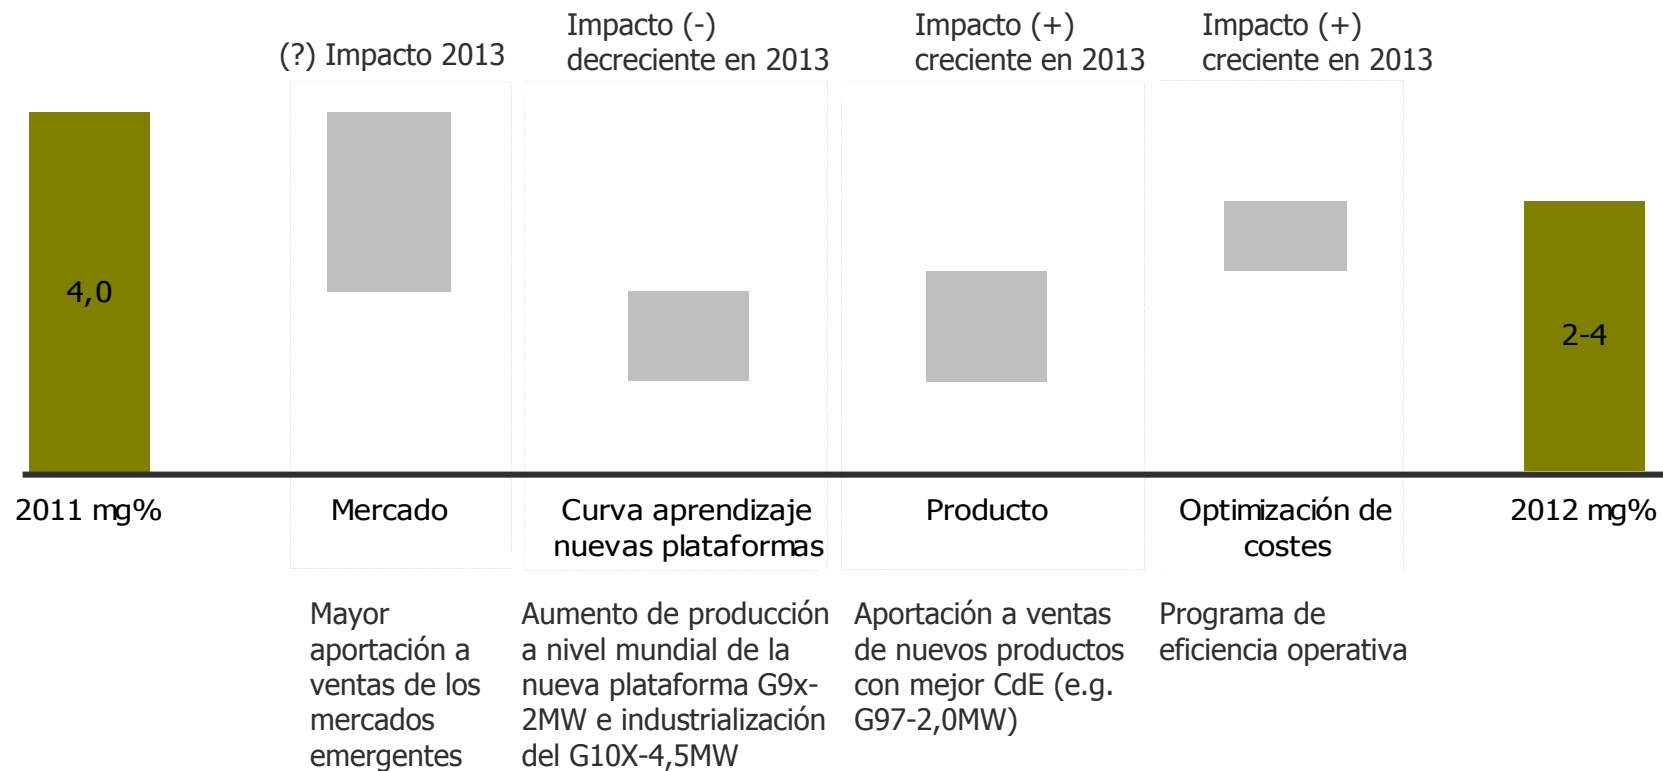 (?) Impacto 2013
Impacto (-)
decreciente en 2013
Impacto (+)
creciente en 2013
Impacto (+)
creciente en 2013
4,0
2-4
2011 mg%
Mercado
Curva aprendizaje
nuevas plataformas
Producto
Optimización de
costes
2012 mg%
Mayor
aportación a
ventas de los
mercados
emergentes
Aumento de producción
a nivel mundial de la
nueva plataforma G9x-
2MW e industrialización
del G10X-4,5MW
Aportación a ventas
de nuevos productos
con mejor CdE (e.g.
G97-2,0MW)
Programa de
eficiencia operativa